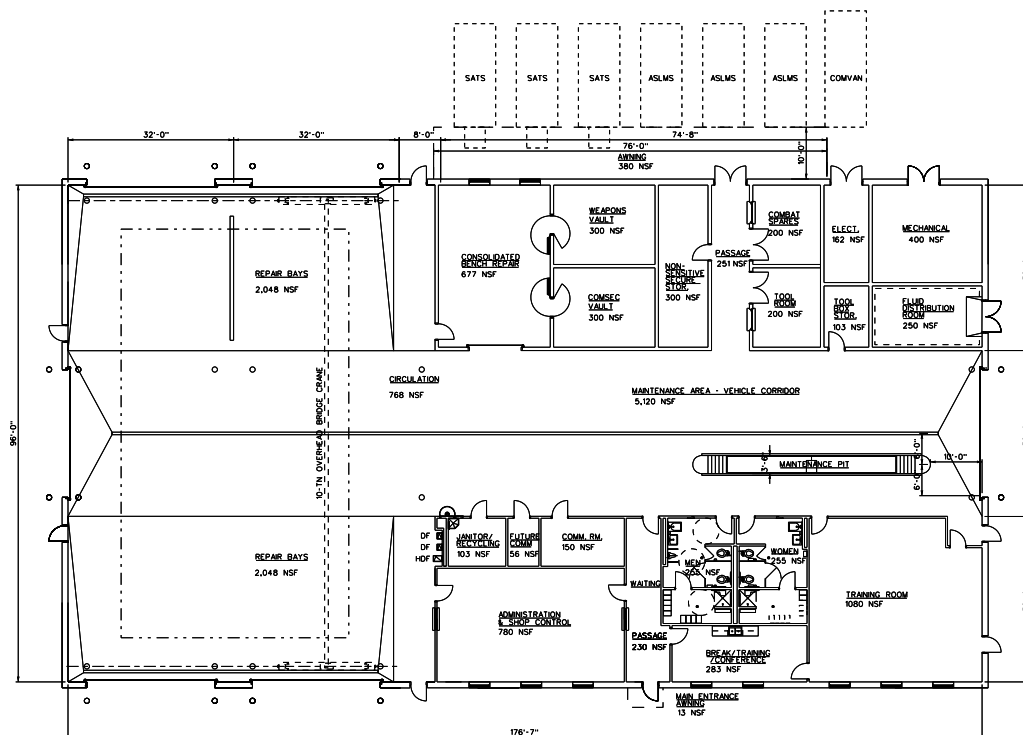 SATS
SATS
SATS
ASLMS
ASLMS
ASLMS
COMVAN
32'-0"
32'-0"
8'-0"
74'-8"
76'-0"
AWNING
380 NSF
10'-0"
REPAIR BAYS
2,048 NSF
CONSOLIDATED
BENCH REPAIR
677 NSF
WEAPONS
VAULT
300 NSF
COMSEC
VAULT
300 NSF
NON-
SENSITIVE
SECURE
STOR.
300 NSF
PASSAGE
251 NSF
COMBAT
SPARES
200 NSF
TOOL
ROOM
200 NSF
ELECT.
162 NSF
MECHANICAL
400 NSF
TOOL
BOX
STOR.
103 NSF
FLUID
DISTRIBUTION
ROOM
250 NSF
CIRCULATION
768 NSF
MAINTENANCE AREA - VEHICLE CORRIDOR
5,120 NSF
96'-0"
10-TN OVERHEAD BRIDGE CRANE
3'-6"
MAINTENANCE PIT
6'-0"
10'-0"
DF
DF
HDF
JANITOR/
RECYCLING
103 NSF
FUTURE
COMM
56 NSF
COMM. RM.
150 NSF
MEN
255 NSF
WOMEN
255 NSF
REPAIR BAYS
2,048 NSF
WAITING
ADMINISTRATION
& SHOP CONTROL
780 NSF
PASSAGE
230 NSF
BREAK/TRAINING
/CONFERENCE
283 NSF
TRAINING ROOM
1080 NSF
MAIN ENTRANCE
AWNING
13 NSF
176'-7"